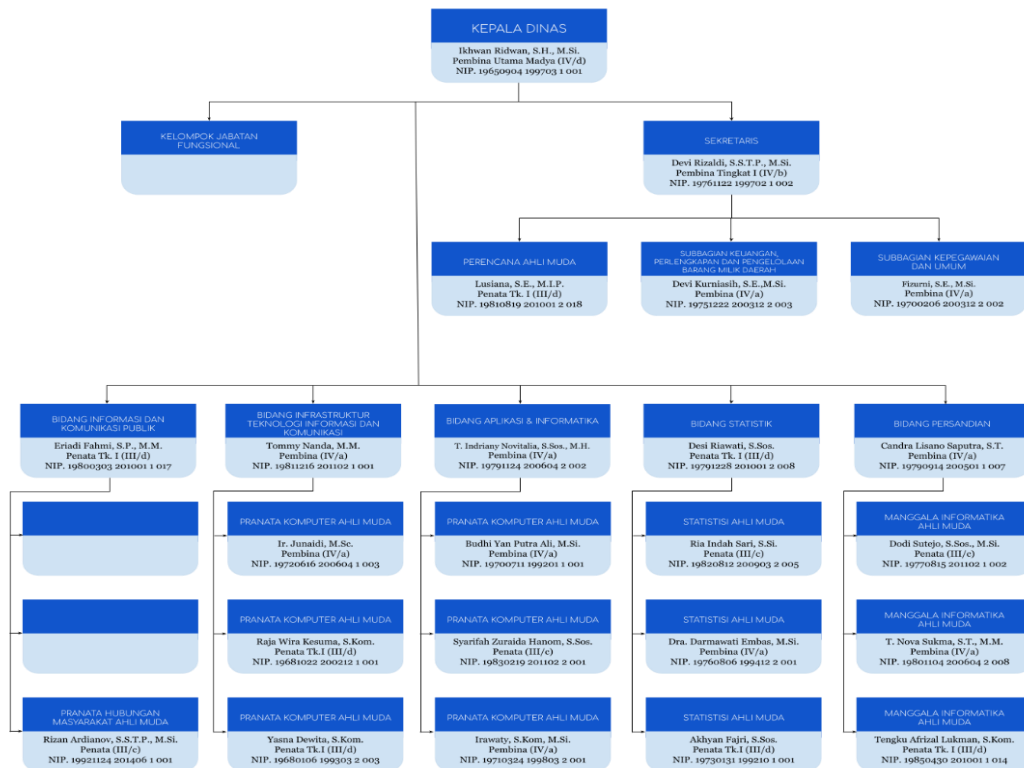 KEPALA DINAS
Ikhwan Ridwan, S.H., M.Si.
Pembina Utama Madya (IV/d)
NIP. 19650904 199703 1 001
KELOMPOK JABATAN
FUNGSIONAL
SEKRETARIS
Devi Rizaldi, S.S.T.P., M.Si.
Pembina Tingkat I (IV/b)
NIP. 19761122 199702 1 002
PERENCANA AHLI MUDA
Lusiana, S.E., M.I.P.
Penata Tk. I (III/d)
NIP. 19810819 201001 2 018
SUBBAGIAN KEUANGAN,
PERLENGKAPAN DAN PENGELOLAAN
BARANG MILIK DAERAH
Devi Kurniasih, S.E.,M.Si.
Pembina (IV/a)
NIP. 19751222 200312 2 003
SUBBAGIAN KEPEGAWAIAN
DAN UMUM
Fizurni, S.E., M.Si.
Pembina (IV/a)
NIP. 19700206 200312 2 002
BIDANG INFORMASI DAN
KOMUNIKASI PUBLIK
Eriadi Fahmi, S.P., M.M.
Penata Tk. I (III/d)
NIP. 19800303 201001 1 017
BIDANG INFRASTRUKTUR
TEKNOLOGI INFORMASI DAN
KOMUNIKASI
Tommy Nanda, M.M.
Pembina (IV/a)
NIP. 19811216 201102 1 001
BIDANG APLIKASI & INFORMATIKA
T. Indriany Novitalia, S.Sos., M.H.
Pembina (IV/a)
NIP. 19791124 200604 2 002
BIDANG STATISTIK
Desi Riawati, S.Sos.
Penata Tk. I (III/d)
NIP. 19791228 201001 2 008
BIDANG PERSANDIAN
Candra Lisano Saputra, S.T.
Pembina (IV/a)
NIP. 19790914 200501 1 007
PRANATA KOMPUTER AHLI MUDA
Ir. Junaidi, M.Sc.
Pembina (IV/a)
NIP. 19720616 200604 1 003
PRANATA KOMPUTER AHLI MUDA
Budhi Yan Putra Ali, M.Si.
Pembina (IV/a)
NIP. 19700711 199201 1 001
STATISTISI AHLI MUDA
Ria Indah Sari, S.Si.
Penata (III/c)
NIP. 19820812 200903 2 005
MANGGALA INFORMATIKA
AHLI MUDA
Dodi Sutejo, S.Sos., M.Si.
Penata (III/c)
NIP. 19770815 201102 1 002
PRANATA KOMPUTER AHLI MUDA
Raja Wira Kesuma, S.Kom.
Penata Tk.I (III/d)
NIP. 19681022 200212 1 001
PRANATA KOMPUTER AHLI MUDA
Syarifah Zuraida Hanom, S.Sos.
Penata (III/c)
NIP. 19830219 201102 2 001
STATISTISI AHLI MUDA
Dra. Darmawati Embas, M.Si.
Pembina (IV/a)
NIP. 19760806 199412 2 001
MANGGALA INFORMATIKA
AHLI MUDA
T. Nova Sukma, S.T., M.M.
Pembina (IV/a)
NIP. 19801104 200604 2 008
PRANATA HUBUNGAN
MASYARAKAT AHLI MUDA
Rizan Ardianov, S.S.T.P., M.Si.
Penata (III/c)
NIP. 19921124 201406 1 001
PRANATA KOMPUTER AHLI MUDA
Yasna Dewita, S.Kom.
Penata Tk.I (III/d)
NIP. 19680106 199303 2 003
PRANATA KOMPUTER AHLI MUDA
Irawaty, S.Kom, M.Si.
Pembina (IV/a)
NIP. 19710324 199803 2 001
STATISTISI AHLI MUDA
Akhyan Fajri, S.Sos.
Penata Tk.I (III/d)
NIP. 19730131 199210 1 001
MANGGALA INFORMATIKA
AHLI MUDA
Tengku Afrizal Lukman, S.Kom.
Penata Tk. I (III/d)
NIP. 19850430 201001 1 014